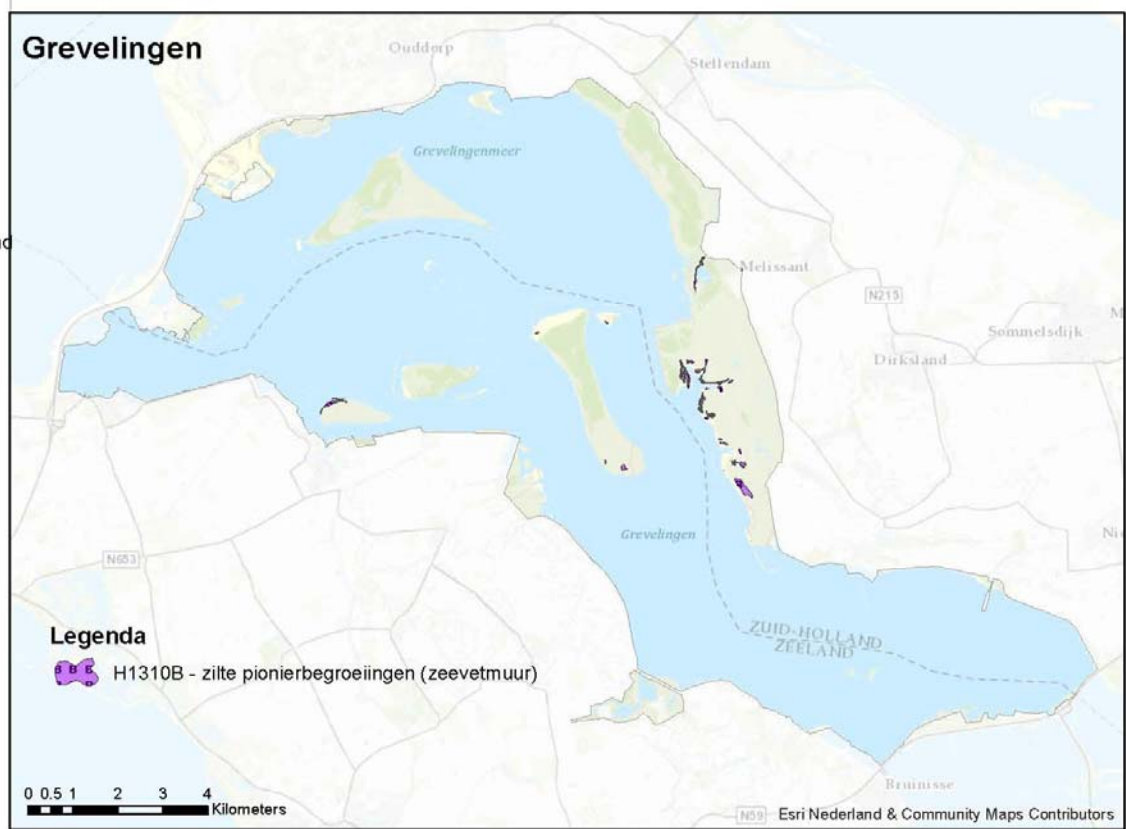 Grevelingen
Ouddorp
Stellendam
Grevelingenmeer
Melissant
N215
Sommelsdijk
Dirksland
Grevelingen
N653
ZUID-HOLLAND
ZEELAND
Legenda
B B B
H1310B - zilte pionierbegroeiingen (zeevetmuur)
Bruinisse
0 0.5 1 2 3 4
Kilometers
N59
Esri Nederland & Community Maps Contributors